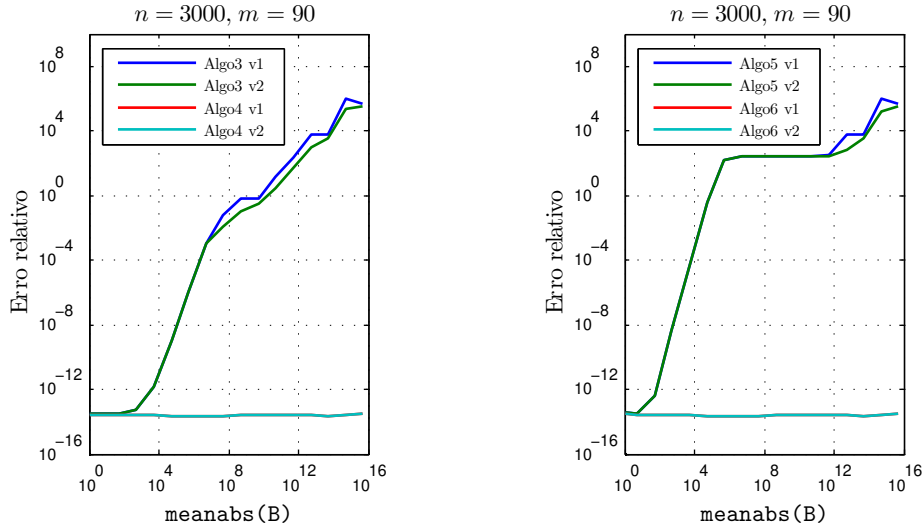 n = 3000, m = 90
10^8
10^4
10^0
10^−4
10^−8
10^−12
10^−16
Erro relativo
Algo3 v1
Algo3 v2
Algo4 v1
Algo4 v2
10^0
10^4
10^8
10^12
10^16
meanabs(B)
n = 3000, m = 90
10^8
10^4
10^0
10^−4
10^−8
10^−12
10^−16
Erro relativo
Algo5 v1
Algo5 v2
Algo6 v1
Algo6 v2
10^0
10^4
10^8
10^12
10^16
meanabs(B)